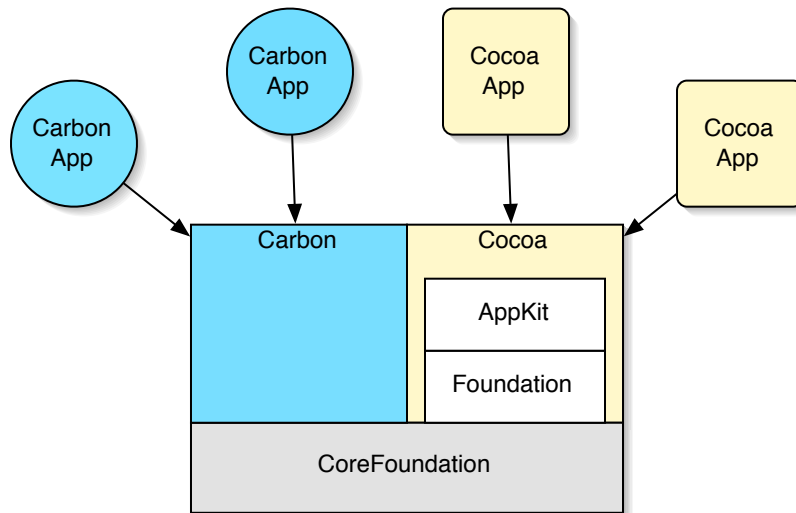 Carbon
App
Carbon
App
Cocoa
App
Cocoa
App
Carbon
Cocoa
AppKit
Foundation
CoreFoundation